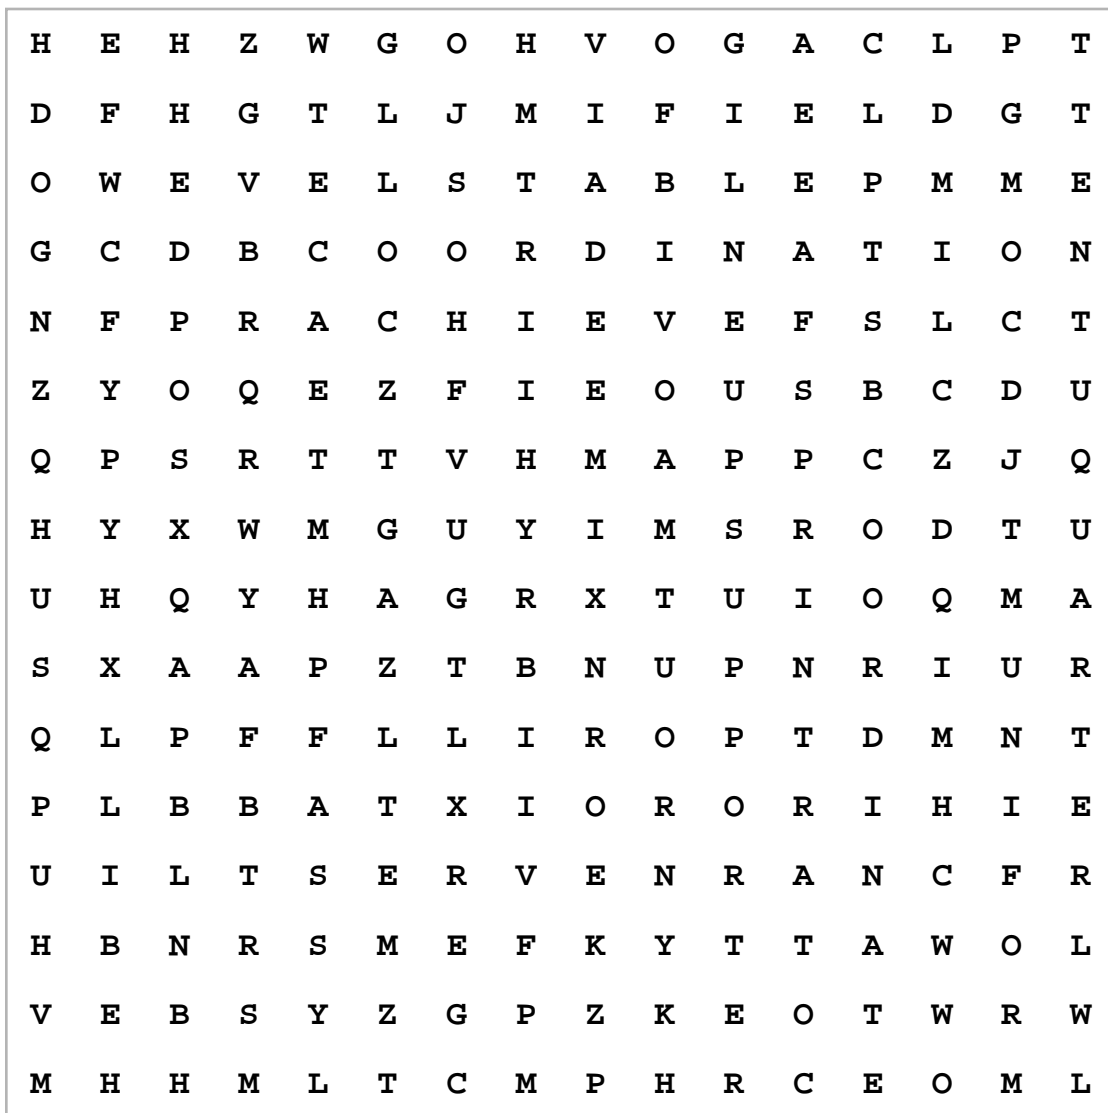 H E H Z W G O H V O G A C L P T
D F H G T L J M I F I E L D G T
O W E V E L S T A B L E P M M E
G C D B C O O R D I N A T I O N
N F P R A C H I E V E F S L C T
Z Y O Q E Z F I E O U S B C D U
Q P S R T T V H M A P P C Z J Q
H Y X W M G U Y I M S R O D T U
U H Q Y H A G R X T U I O Q M A
S X A A P Z T B N U P N R I U R
Q L P F F L L I R O P T D M N T
P L B B A T X I O R O R I H I E
U I L T S E R V E N R A N C F R
H B N R S M E F K Y T T A W O L
V E B S Y Z G P Z K E O T W R W
M H H M L T C M P H R C E O M L